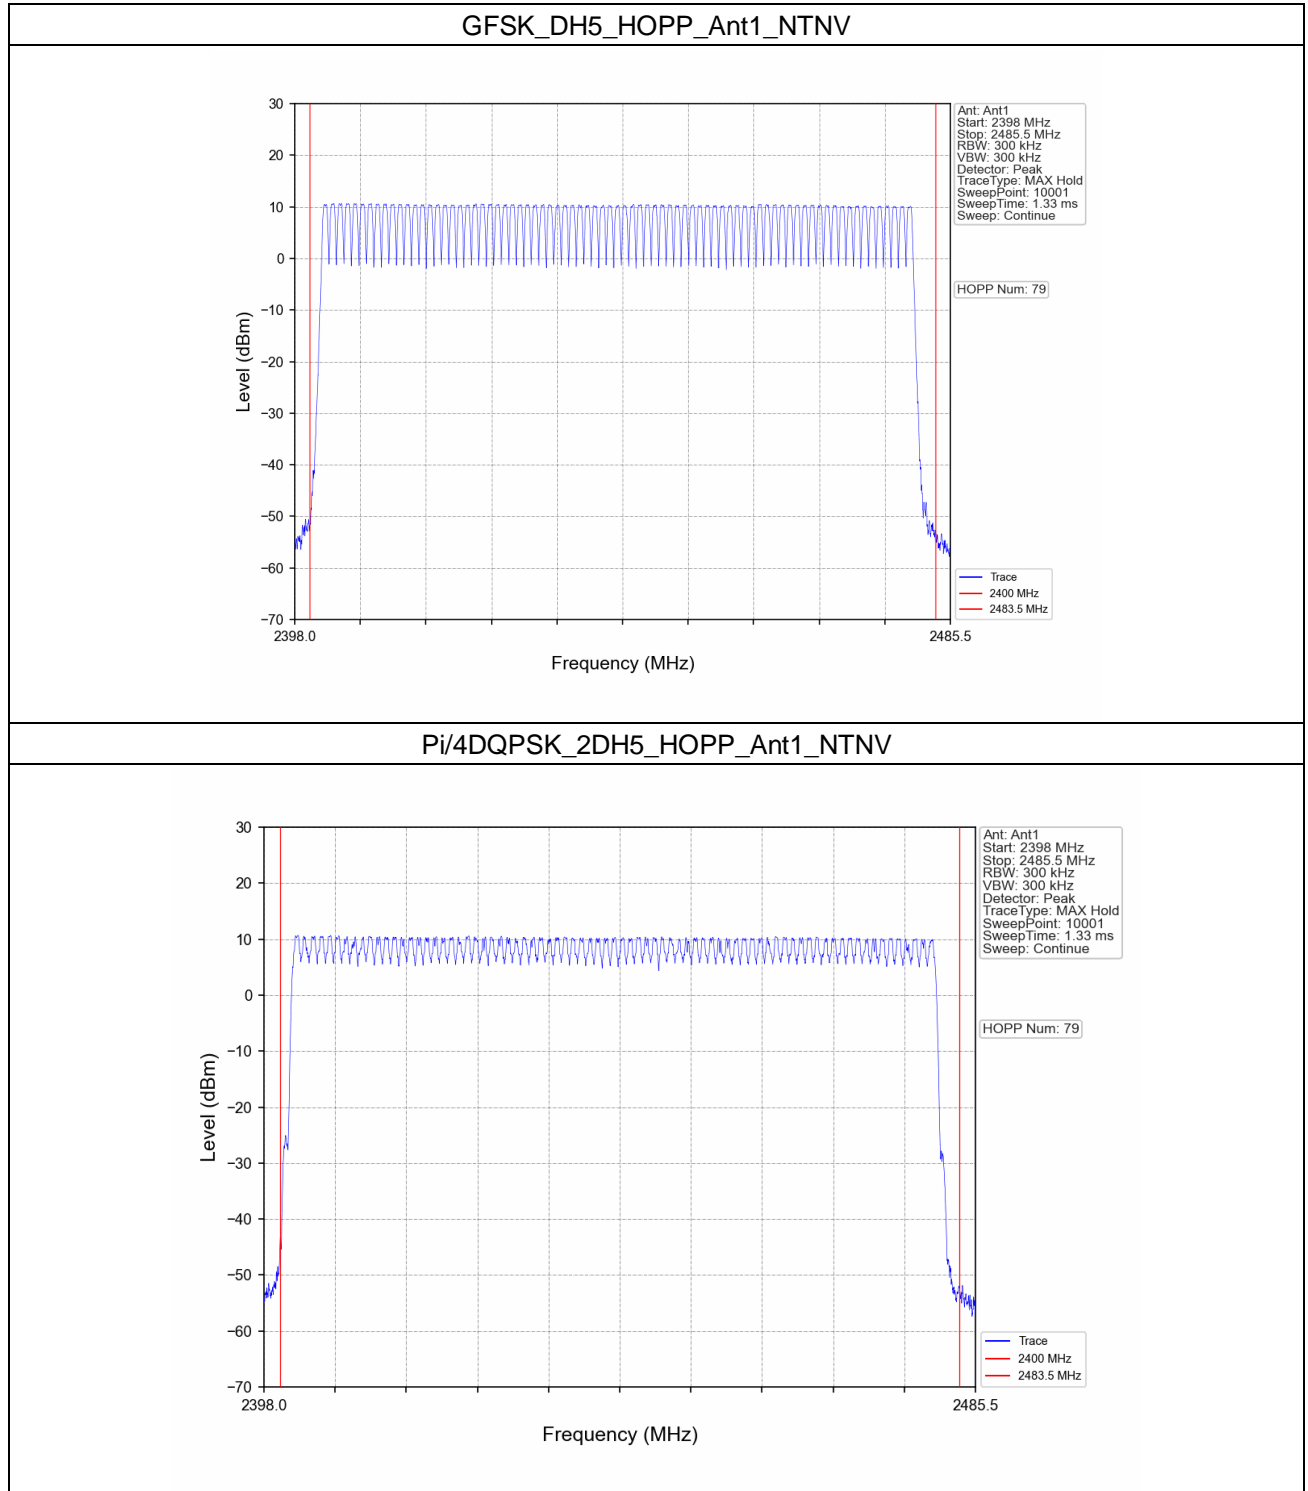 GFSK_DH5_HOPP_Ant1_NTNV
30
20
10
0
−10
−20
−30
−40
−50
−60
−70
Level (dBm)
2398.0
2485.5
Frequency (MHz)
Ant: Ant1
Start: 2398 MHz
Stop: 2485.5 MHz
RBW: 300 kHz
VBW: 300 kHz
Detector: Peak
TraceType: MAX Hold
SweepPoint: 10001
SweepTime: 1.33 ms
Sweep: Continue
HOPP Num: 79
Trace
2400 MHz
2483.5 MHz
Pi/4DQPSK_2DH5_HOPP_Ant1_NTNV
30
20
10
0
−10
−20
−30
−40
−50
−60
−70
Level (dBm)
2398.0
2485.5
Frequency (MHz)
Ant: Ant1
Start: 2398 MHz
Stop: 2485.5 MHz
RBW: 300 kHz
VBW: 300 kHz
Detector: Peak
TraceType: MAX Hold
SweepPoint: 10001
SweepTime: 1.33 ms
Sweep: Continue
HOPP Num: 79
Trace
2400 MHz
2483.5 MHz